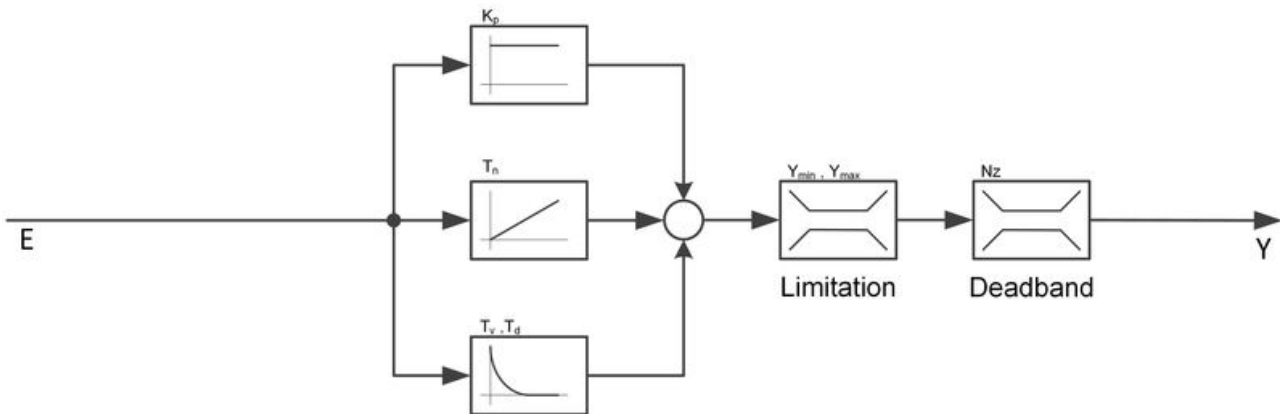 Kp
E
Tn
Tv ,Td
Ymin , Ymax
Limitation
Nz
Deadband
Y